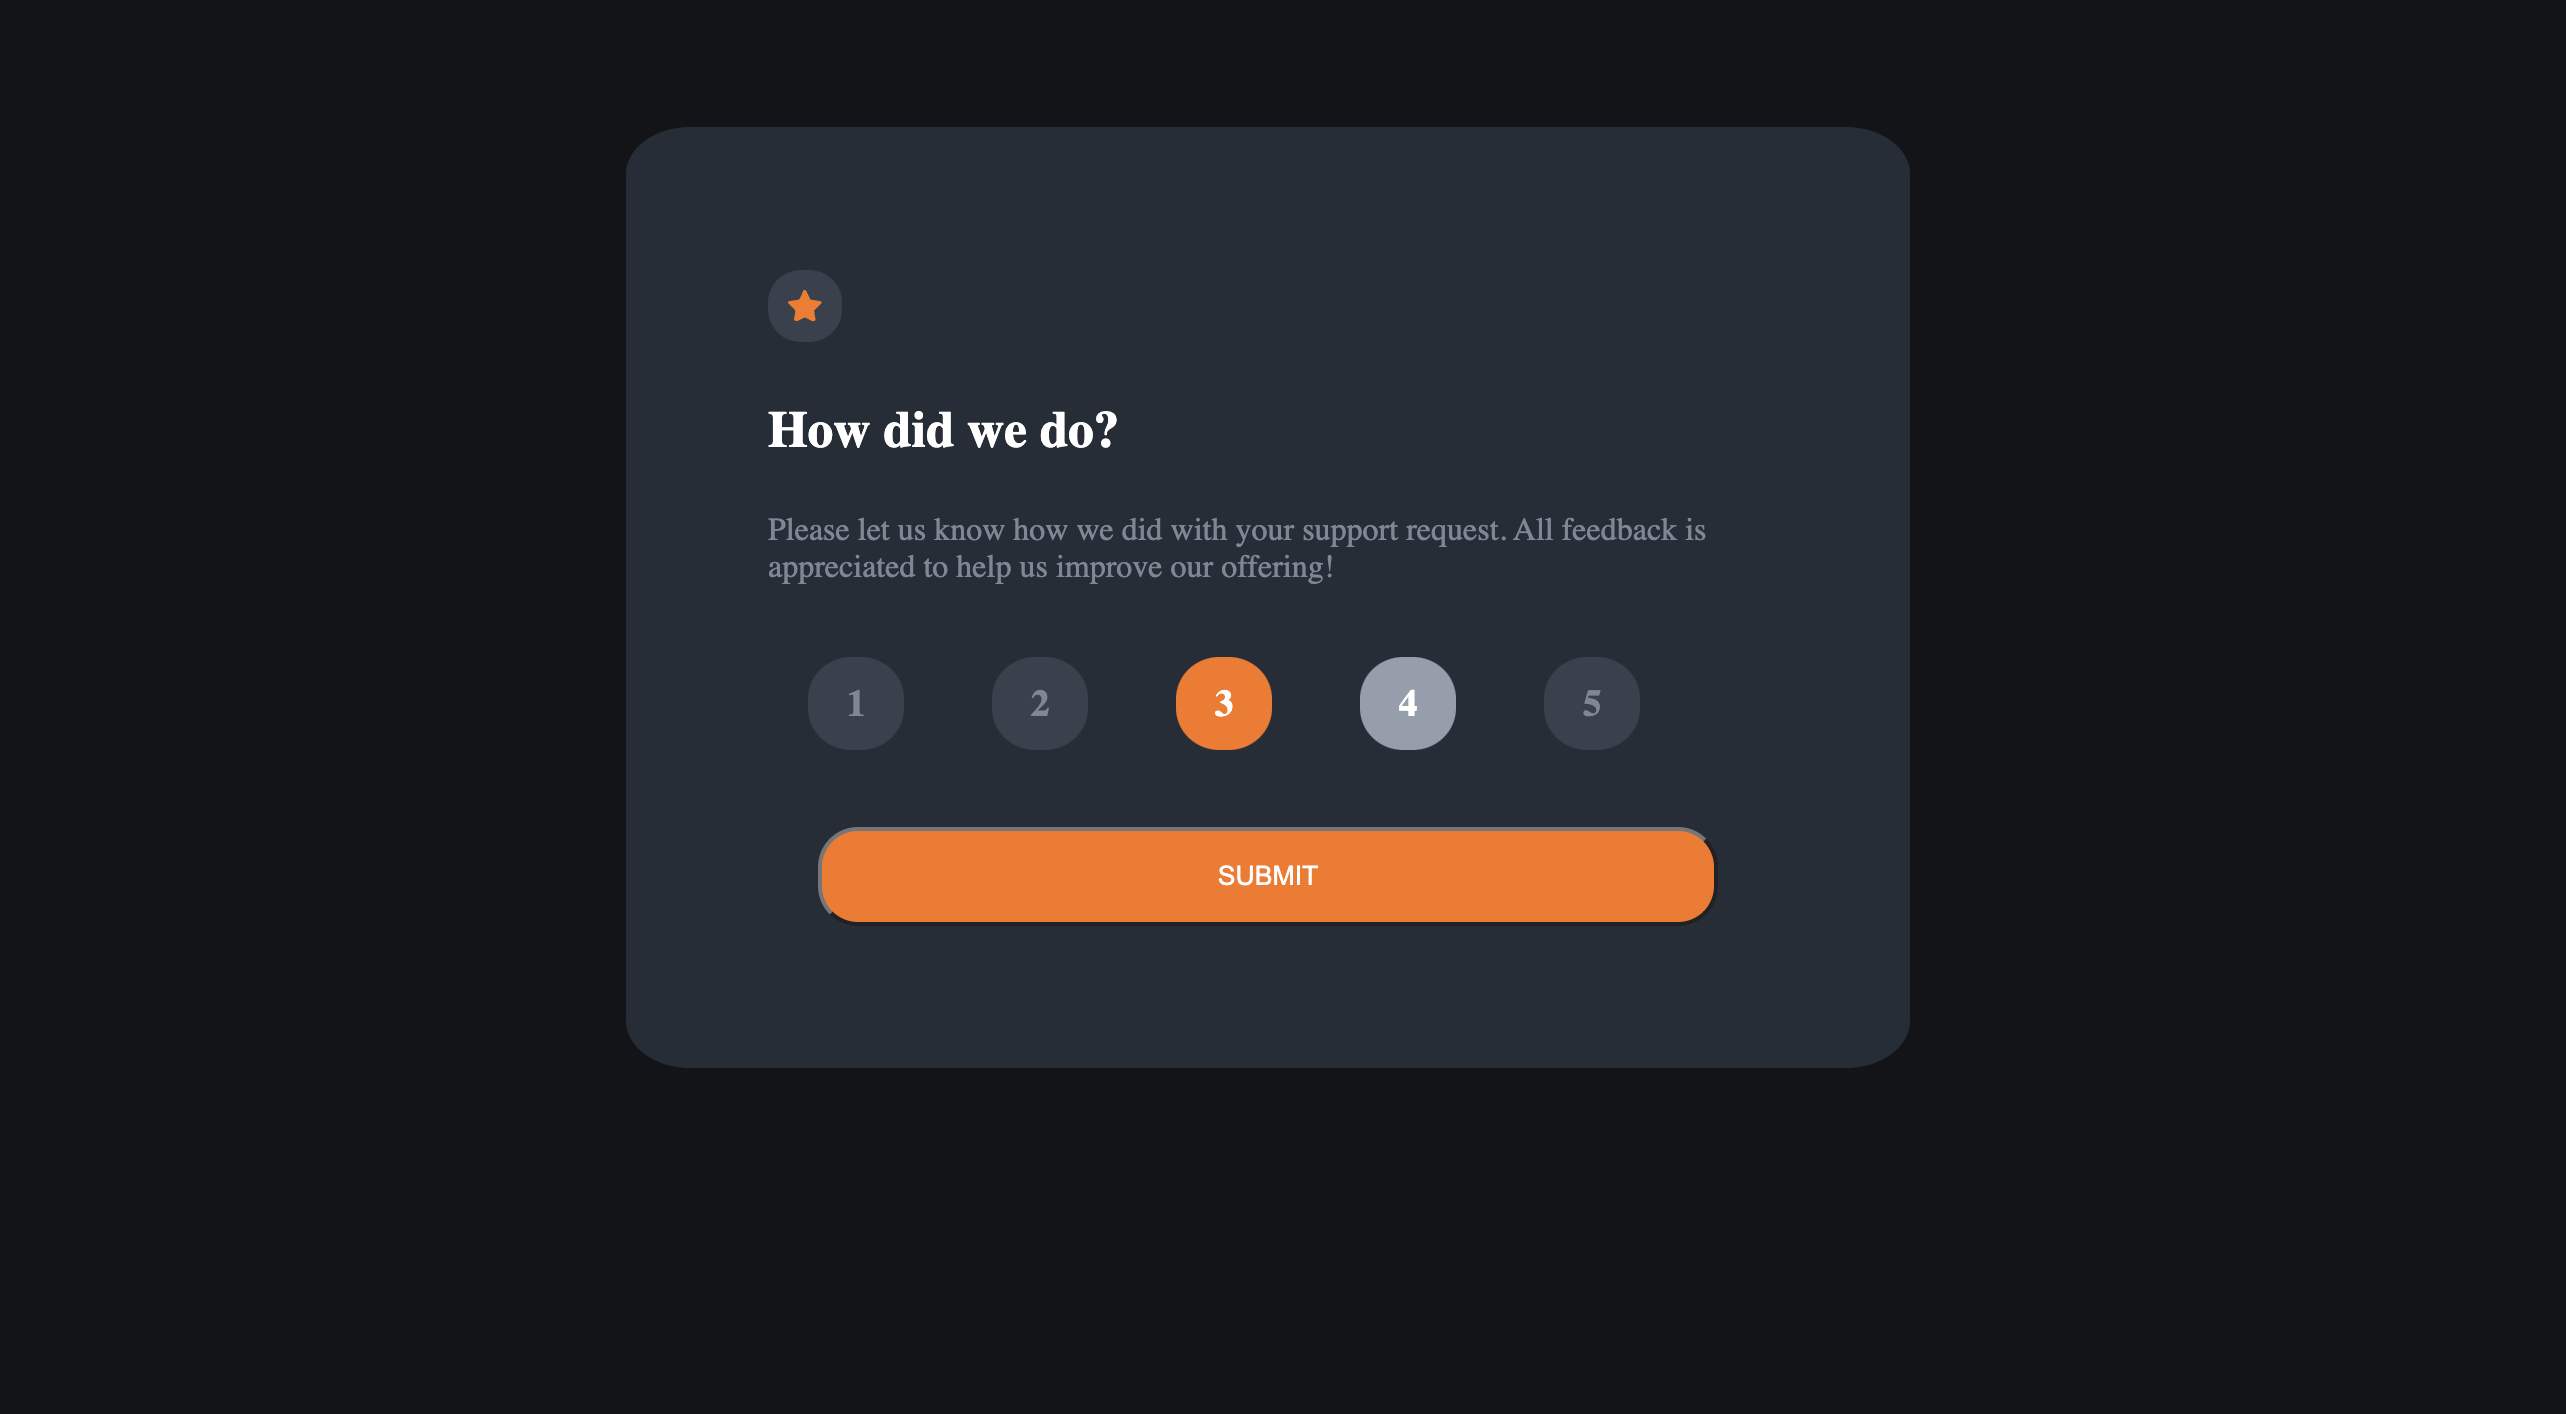 How did we do?
Please let us know how we did with your support request. All feedback is
appreciated to help us improve our offering!
1 2 3 4 5
SUBMIT